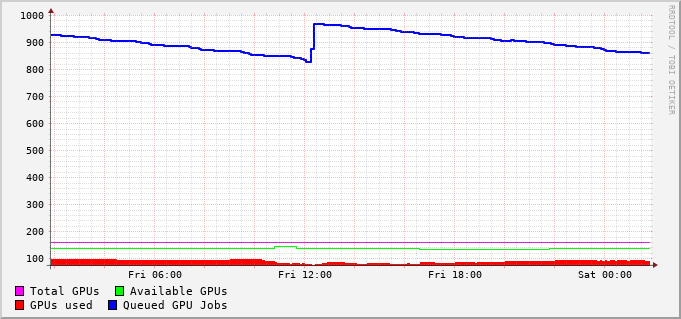 1000
900
800
700
600
500
400
300
200
100
Fri 06:00 Fri 12:00 Fri 18:00 Sat 00:00
Total GPUs Available GPUs
GPUs used Queued GPU Jobs
RRDTOOL / TOBI OETIKER